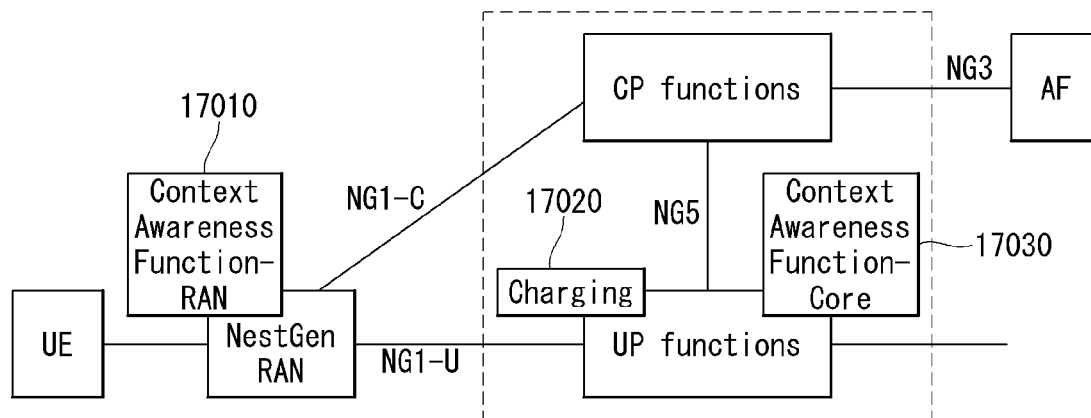 CP functions
NG3
AF
17010
Context
Awareness
Function-
RAN
NG1-C
17020
NG5
Context
Awareness
Function-
Core
17030
Charging
UE
NestGen
RAN
NG1-U
UP functions